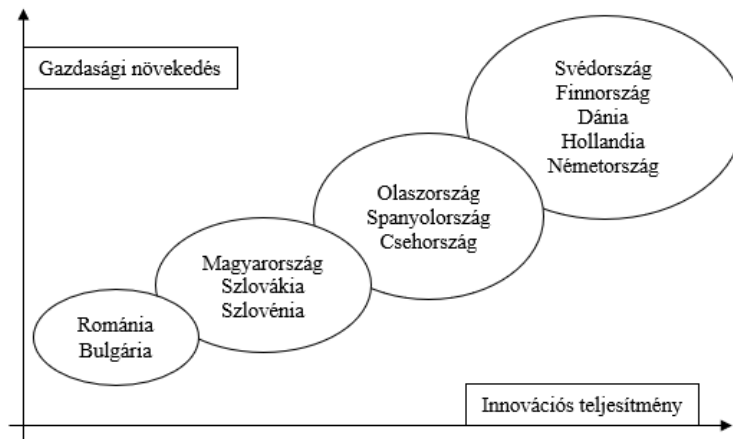 Gazdasági növekedés
Svédország
Finnország
Dánia
Hollandia
Németország
Olaszország
Spanyolország
Csehország
Magyarország
Szlovákia
Szlovénia
Románia
Bulgária
Innovációs teljesítmény